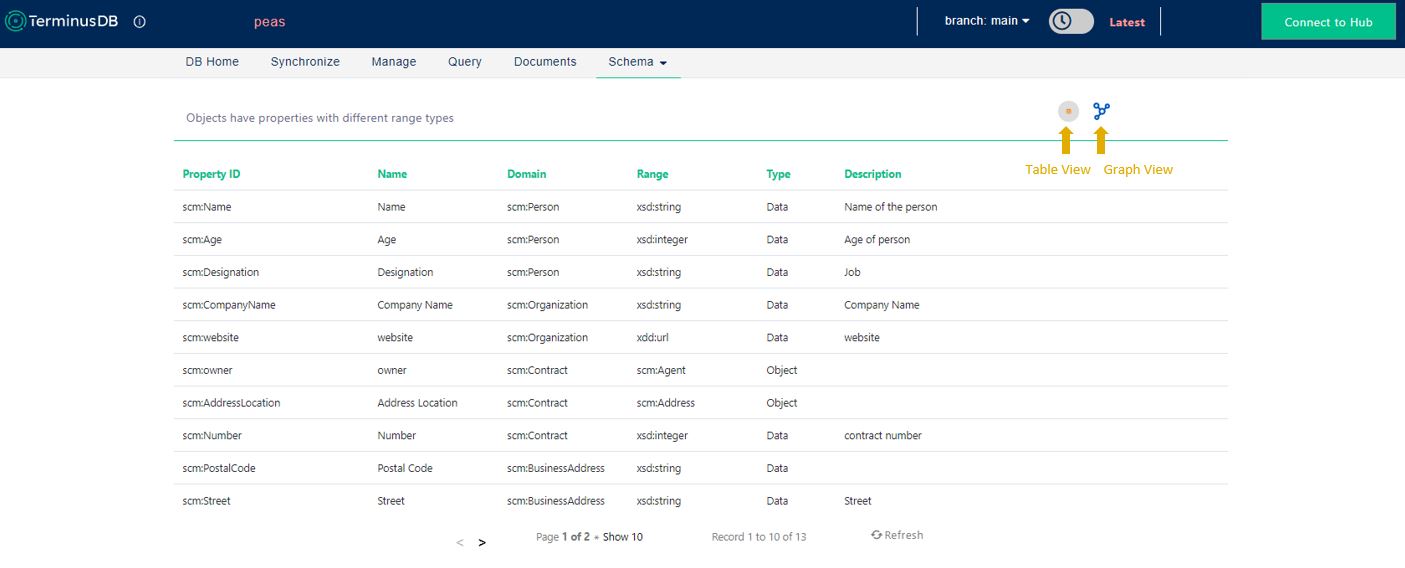 TerminusDB peas branch: main Latest Connect to Hub
DB Home Synchronize Manage Query Documents Schema
Objects have properties with different range types
Table View Graph View
Property ID Name Domain Range Type Description
scm:Name Name scm:Person xsd:string Data Name of the person
scm:Age Age scm:Person xsd:integer Data Age of person
scm:Designation Designation scm:Person xsd:string Data Job
scm:CompanyName Company Name scm:Organization xsd:string Data Company Name
scm:website website scm:Organization xdd:url Data website
scm:owner owner scm:Contract scm:Agent Object
scm:AddressLocation Address Location scm:Contract scm:Address Object
scm:Number Number scm:Contract xsd:integer Data contract number
scm:PostalCode Postal Code scm:BusinessAddress xsd:string Data
scm:Street Street scm:BusinessAddress xsd:string Data Street
< > Page 1 of 2 • Show 10 Record 1 to 10 of 13 Refresh